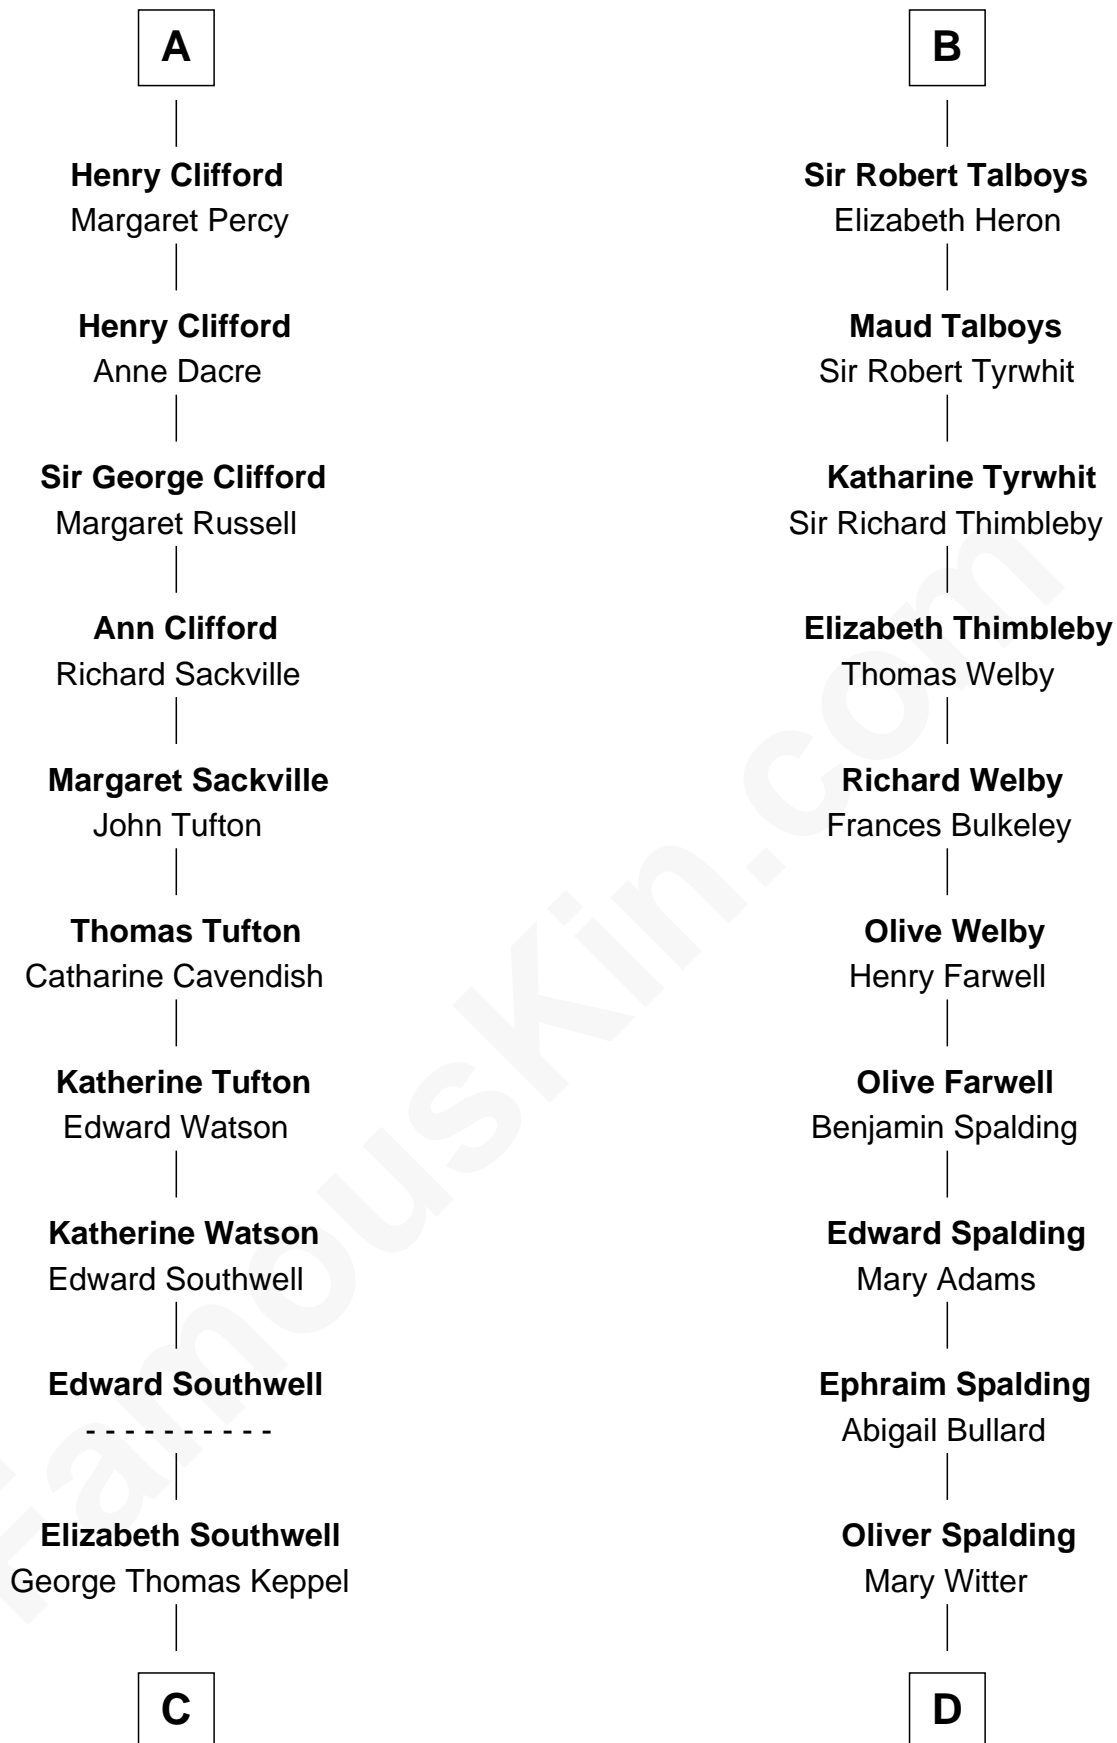 A
Henry Clifford
Margaret Percy
Henry Clifford
Anne Dacre
Sir George Clifford
Margaret Russell
Ann Clifford
Richard Sackville
Margaret Sackville
John Tufton
Thomas Tufton
Catharine Cavendish
Katherine Tufton
Edward Watson
Katherine Watson
Edward Southwell
Edward Southwell
- - - - - - - - - -
Elizabeth Southwell
George Thomas Keppel
C
B
Sir Robert Talboys
Elizabeth Heron
Maud Talboys
Sir Robert Tyrwhit
Katharine Tyrwhit
Sir Richard Thimbleby
Elizabeth Thimbleby
Thomas Welby
Richard Welby
Frances Bulkeley
Olive Welby
Henry Farwell
Olive Farwell
Benjamin Spalding
Edward Spalding
Mary Adams
Ephraim Spalding
Abigail Bullard
Oliver Spalding
Mary Witter
D
FamousKin.com